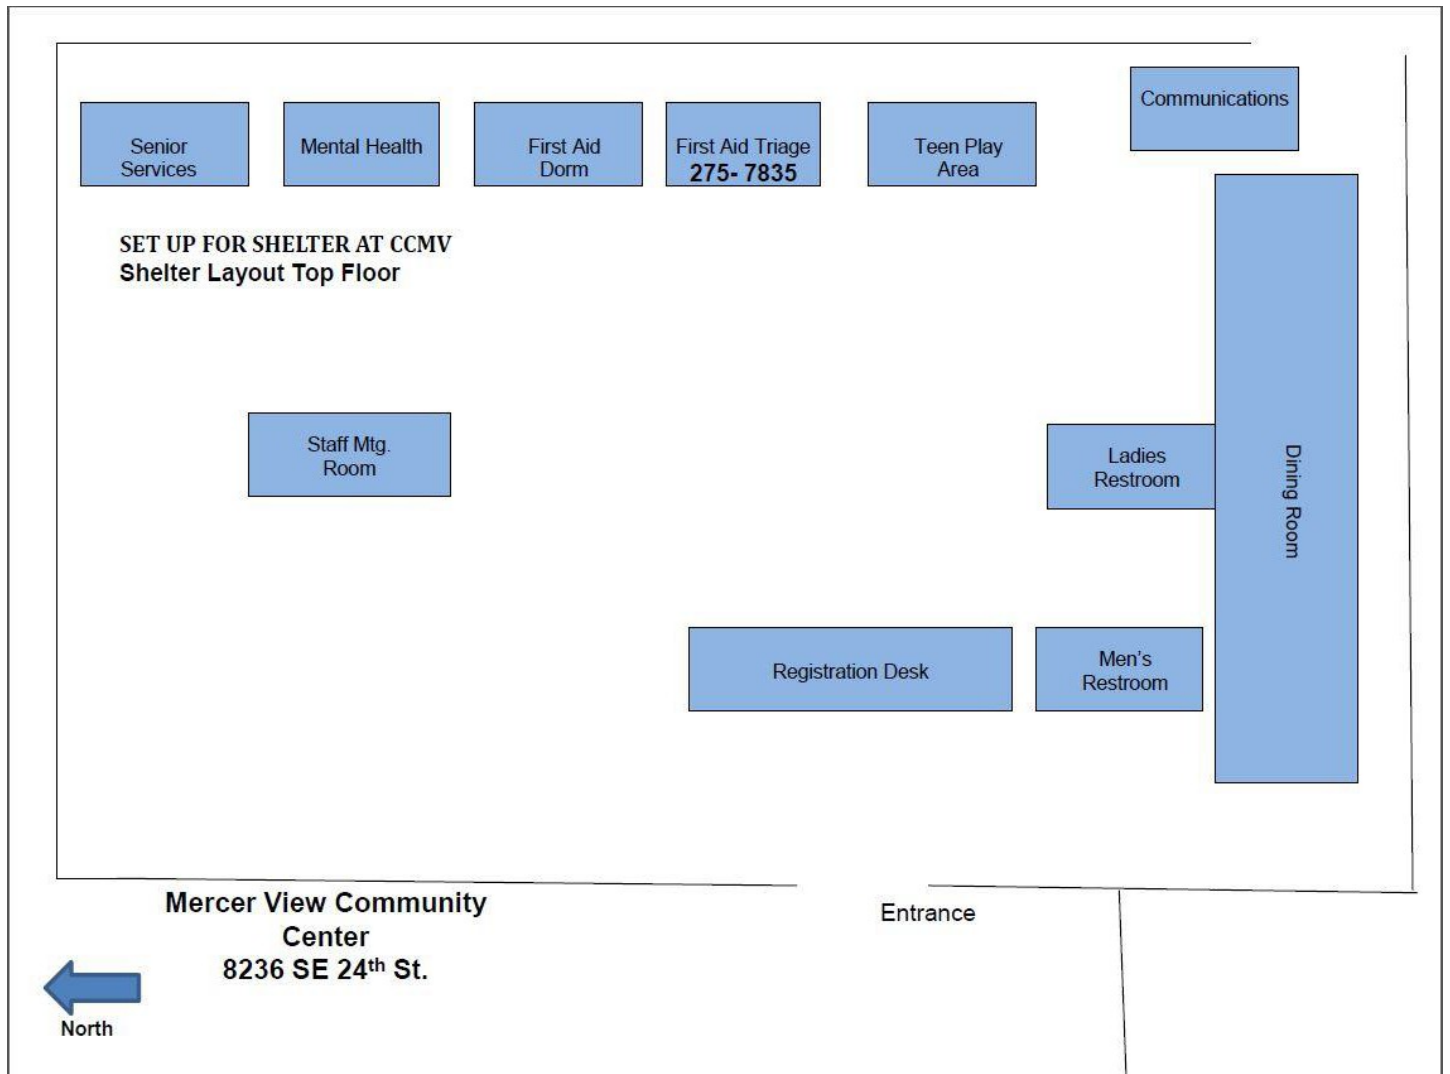 Communications
Senior
Services
Mental Health
First Aid
Dorm
First Aid Triage
275- 7835
Teen Play
Area
SET UP FOR SHELTER AT CCMV
Shelter Layout Top Floor
Staff Mtg.
Room
Ladies
Restroom
Dining Room
Registration Desk
Men's
Restroom
Mercer View Community
Center
8236 SE 24th St.
Entrance
North